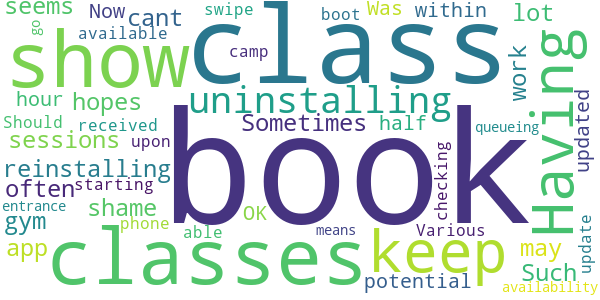 seems Now cant swipe boot Was within lot
go available
show class camp
hour hopes uninstalling work Having
Should received Sometimes half queueing updated
sessions upon book
reinstalling checking
often starting keep may
entrance shame OK Various
gym phone able means Such update
app classes potential availability